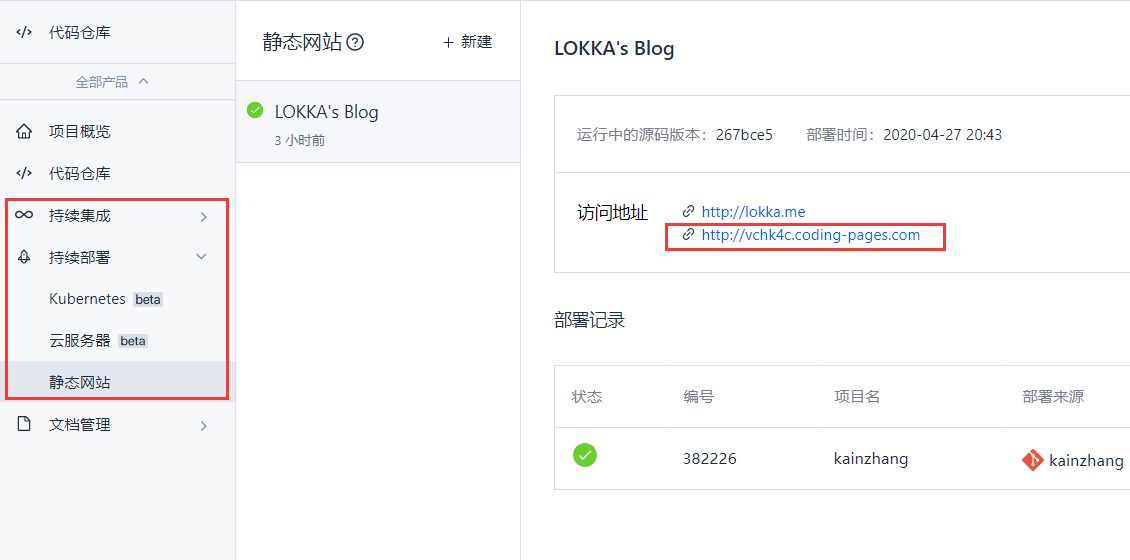 代码仓库
全部产品
项目概览
代码仓库
持续集成
持续部署
Kubernetes beta
云服务器 beta
静态网站
文档管理
静态网站 ? + 新建
LOKKA's Blog
3 小时前
LOKKA's Blog
运行中的源码版本：267bce5 部署时间：2020-04-27 20:43
访问地址 http://lokka.me
http://vchk4c.coding-pages.com
部署记录
状态 编号 项目名 部署来源
382226 kainzhang kainzhang